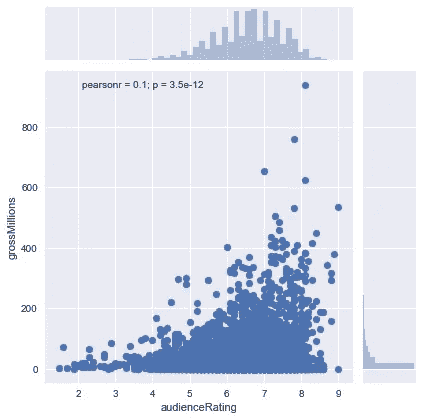 pearsonr = 0.1; p = 3.5e-12
grossMillions
800
600
400
200
0
2 3 4 5 6 7 8 9
audienceRating